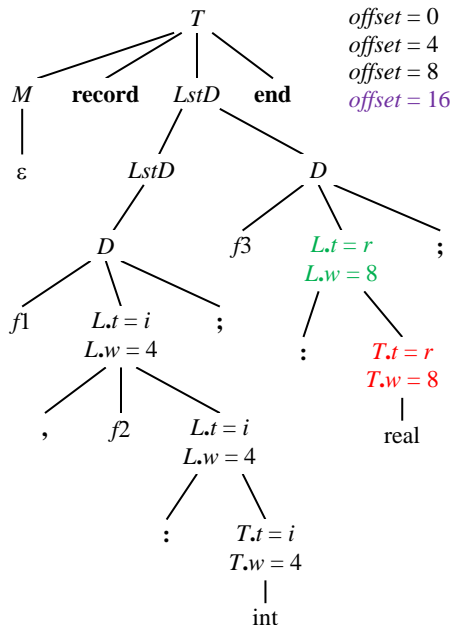 T
offset = 0
offset = 4
offset = 8
offset = 16
M record LstD end
ε LstD D
D f3 L.t = r ;
L.w = 8
f1 L.t = i ;
L.w = 4
: T.t = r
T.w = 8
, f2 L.t = i real
L.w = 4
: T.t = i
T.w = 4
int